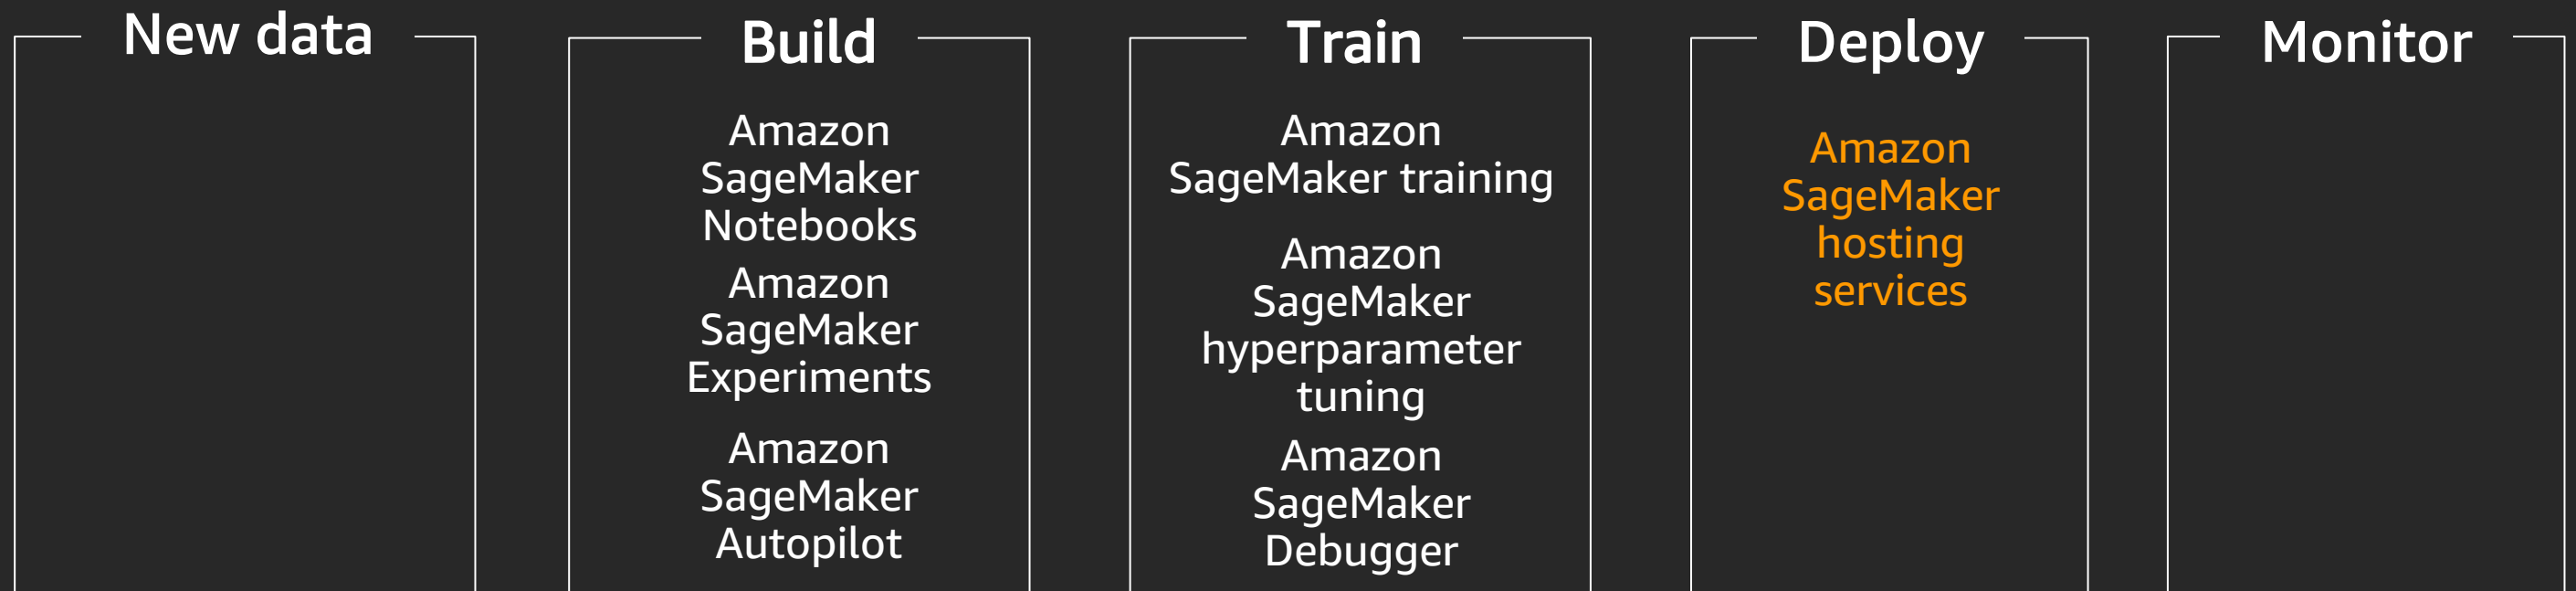 New data
Build
Amazon
SageMaker
Notebooks
Amazon
SageMaker
Experiments
Amazon
SageMaker
Autopilot
Train
Amazon
SageMaker training
Amazon
SageMaker
hyperparameter
tuning
Amazon
SageMaker
Debugger
Deploy
Amazon
SageMaker
hosting
services
Monitor